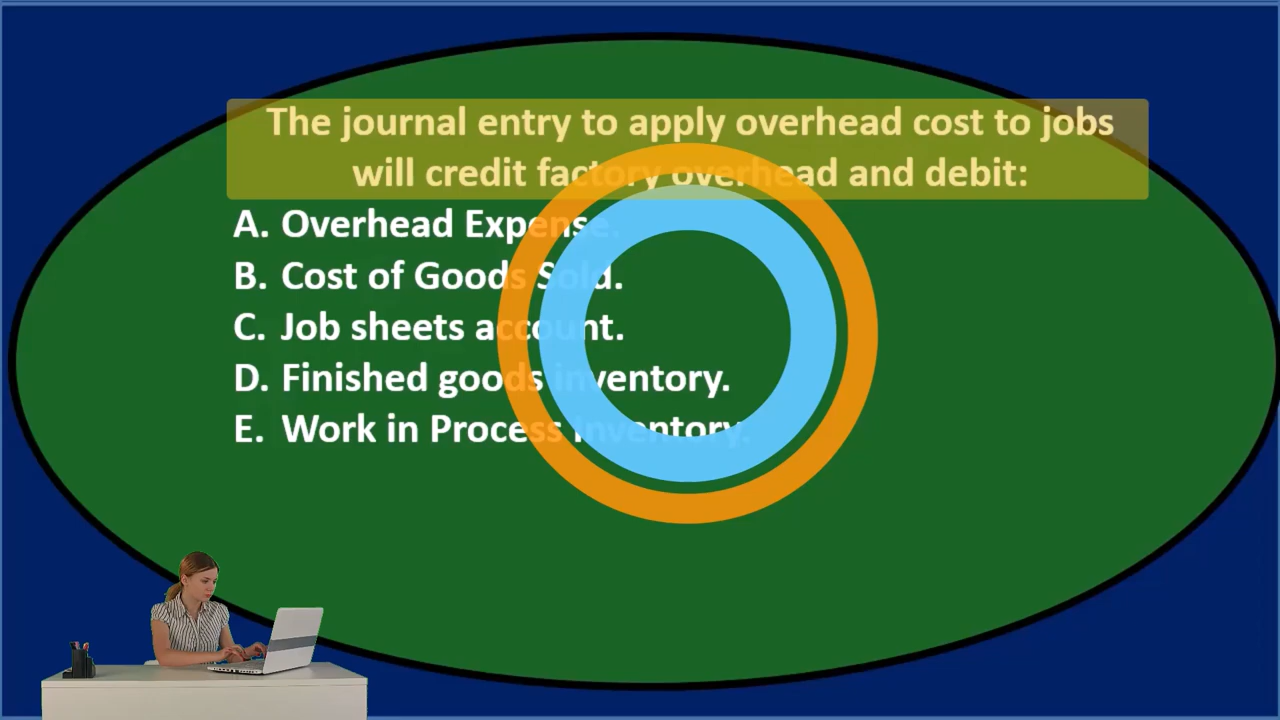 The journal entry to apply overhead cost to jobs
will credit factory overhead and debit:
A. Overhead Expense.
B. Cost of Goods Sold.
C. Job sheets account.
D. Finished goods inventory.
E. Work in Process Inventory.